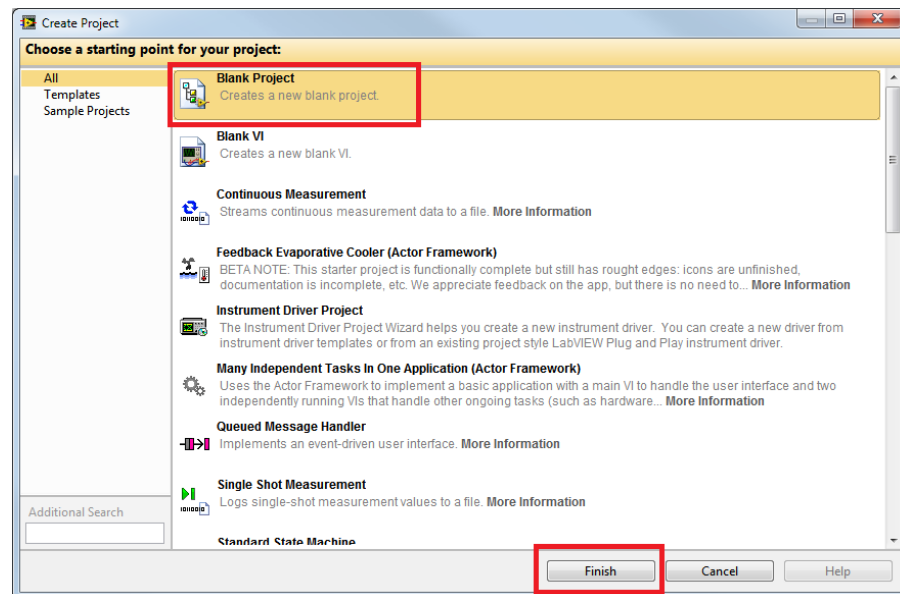 Create Project
Choose a starting point for your project:
All
Templates
Sample Projects
Blank Project
Creates a new blank project.
Blank VI
Creates a new blank VI.
Continuous Measurement
Streams continuous measurement data to a file. More Information
Feedback Evaporative Cooler (Actor Framework)
BETA NOTE: This starter project is functionally complete but still has rought edges: icons are unfinished,
documentation is incomplete, etc. We appreciate feedback on the app, but there is no need to... More Information
Instrument Driver Project
The Instrument Driver Project Wizard helps you create a new instrument driver. You can create a new driver from
instrument driver templates or from an existing project style LabVIEW Plug and Play instrument driver.
Many Independent Tasks In One Application (Actor Framework)
Uses the Actor Framework to implement a basic application with a main VI to handle the user interface and two
independently running VIs that handle other ongoing tasks (such as hardware... More Information
Queued Message Handler
Implements an event-driven user interface. More Information
Single Shot Measurement
Logs single-shot measurement values to a file. More Information
Standard State Machine
Additional Search
Finish
Cancel
Help